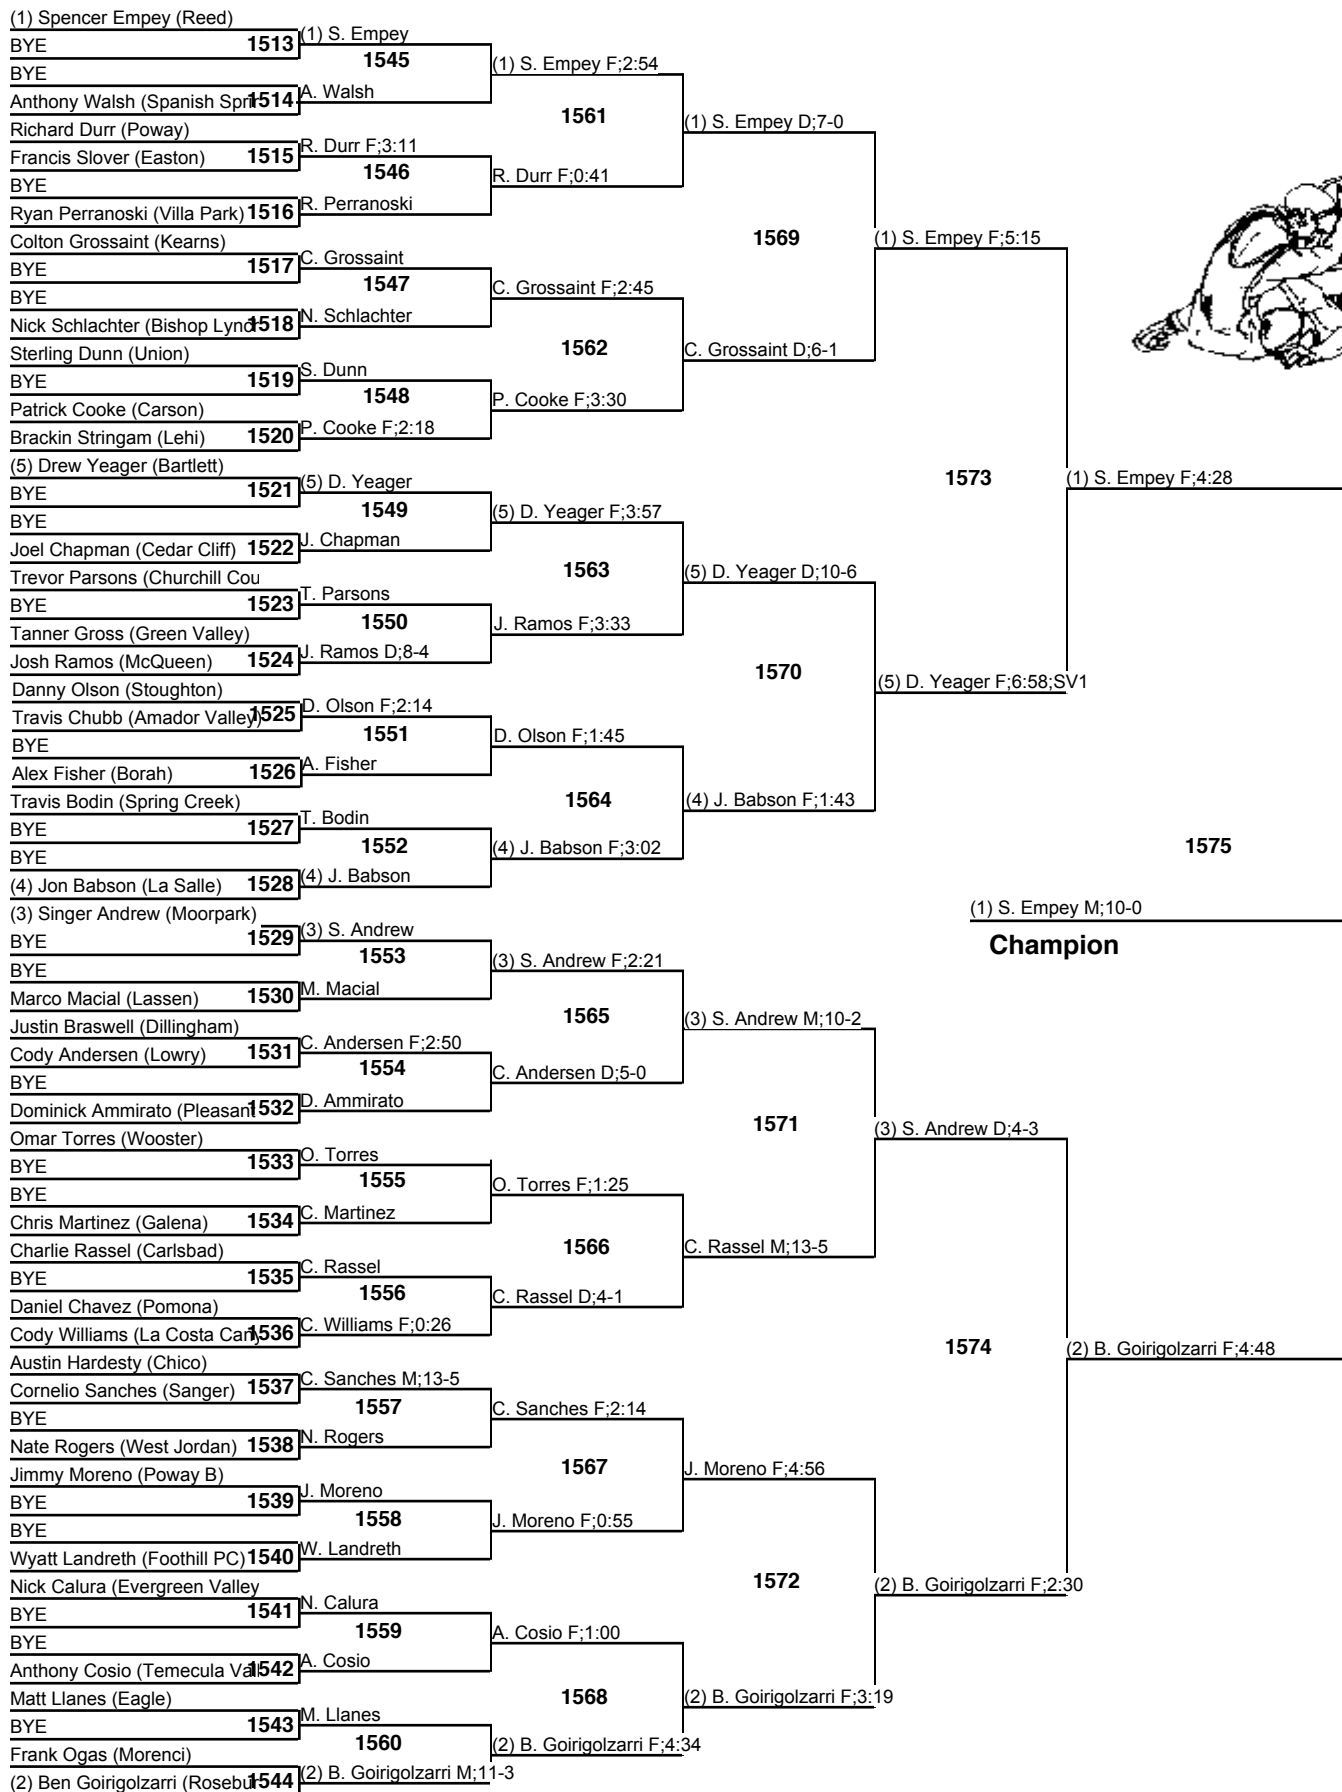 (1) Spencer Empey (Reed)
BYE
1513
BYE
Anthony Walsh (Spanish Spri
1514
Richard Durr (Poway)
Francis Slover (Easton)
1515
BYE
Ryan Perranoski (Villa Park)
1516
Colton Grossaint (Kearns)
BYE
1517
BYE
Nick Schlachter (Bishop Lync
1518
Sterling Dunn (Union)
BYE
1519
Patrick Cooke (Carson)
Brackin Stringam (Lehi)
1520
(5) Drew Yeager (Bartlett)
BYE
1521
BYE
Joel Chapman (Cedar Cliff)
1522
Trevor Parsons (Churchill Cou
BYE
1523
Tanner Gross (Green Valley)
Josh Ramos (McQueen)
1524
Danny Olson (Stoughton)
Travis Chubb (Amador Valley)
1525
BYE
Alex Fisher (Borah)
1526
Travis Bodin (Spring Creek)
BYE
1527
BYE
(4) Jon Babson (La Salle)
1528
(3) Singer Andrew (Moorpark)
BYE
1529
BYE
Marco Macial (Lassen)
1530
Justin Braswell (Dillingham)
Cody Andersen (Lowry)
1531
BYE
Dominick Ammirato (Pleasant
1532
Omar Torres (Wooster)
BYE
1533
BYE
Chris Martinez (Galena)
1534
Charlie Rassel (Carlsbad)
BYE
1535
Daniel Chavez (Pomona)
Cody Williams (La Costa Cany
1536
Austin Hardesty (Chico)
Cornelio Sanches (Sanger)
1537
BYE
Nate Rogers (West Jordan)
1538
Jimmy Moreno (Poway B)
BYE
1539
BYE
Wyatt Landreth (Foothill PC)
1540
Nick Calura (Evergreen Valley
BYE
1541
BYE
Anthony Cosio (Temecula Vall
1542
Matt Llanes (Eagle)
BYE
1543
Frank Ogas (Morenci)
(2) Ben Goirigolzarri (Rosebur
1544
(1) S. Empey
1545
A. Walsh
R. Durr F;3:11
1546
R. Perranoski
C. Grossaint
1547
N. Schlachter
S. Dunn
1548
P. Cooke F;2:18
(5) D. Yeager
1549
J. Chapman
T. Parsons
1550
J. Ramos D;8-4
D. Olson F;2:14
1551
A. Fisher
T. Bodin
1552
(4) J. Babson
(3) S. Andrew
1553
M. Macial
C. Andersen F;2:50
1554
D. Ammirato
O. Torres
1555
C. Martinez
C. Rassel
1556
C. Williams F;0:26
C. Sanches M;13-5
1557
N. Rogers
J. Moreno
1558
W. Landreth
N. Calura
1559
A. Cosio
M. Llanes
1560
(2) B. Goirigolzarri M;11-3
(1) S. Empey F;2:54
1561
R. Durr F;0:41
C. Grossaint F;2:45
1562
P. Cooke F;3:30
(5) D. Yeager F;3:57
1563
J. Ramos F;3:33
D. Olson F;1:45
1564
(4) J. Babson F;3:02
(3) S. Andrew F;2:21
1565
C. Andersen D;5-0
O. Torres F;1:25
1566
C. Rassel D;4-1
C. Sanches F;2:14
1567
J. Moreno F;0:55
A. Cosio F;1:00
1568
(2) B. Goirigolzarri F;4:34
(1) S. Empey D;7-0
1569
C. Grossaint D;6-1
(5) D. Yeager D;10-6
1570
(4) J. Babson F;1:43
(3) S. Andrew M;10-2
1571
C. Rassel M;13-5
J. Moreno F;4:56
1572
(2) B. Goirigolzarri F;3:19
(1) S. Empey F;5:15
1573
(5) D. Yeager F;6:58;SV1
(3) S. Andrew D;4-3
1574
(2) B. Goirigolzarri F;2:30
(1) S. Empey F;4:28
1575
(2) B. Goirigolzarri F;4:48
(1) S. Empey M;10-0
Champion